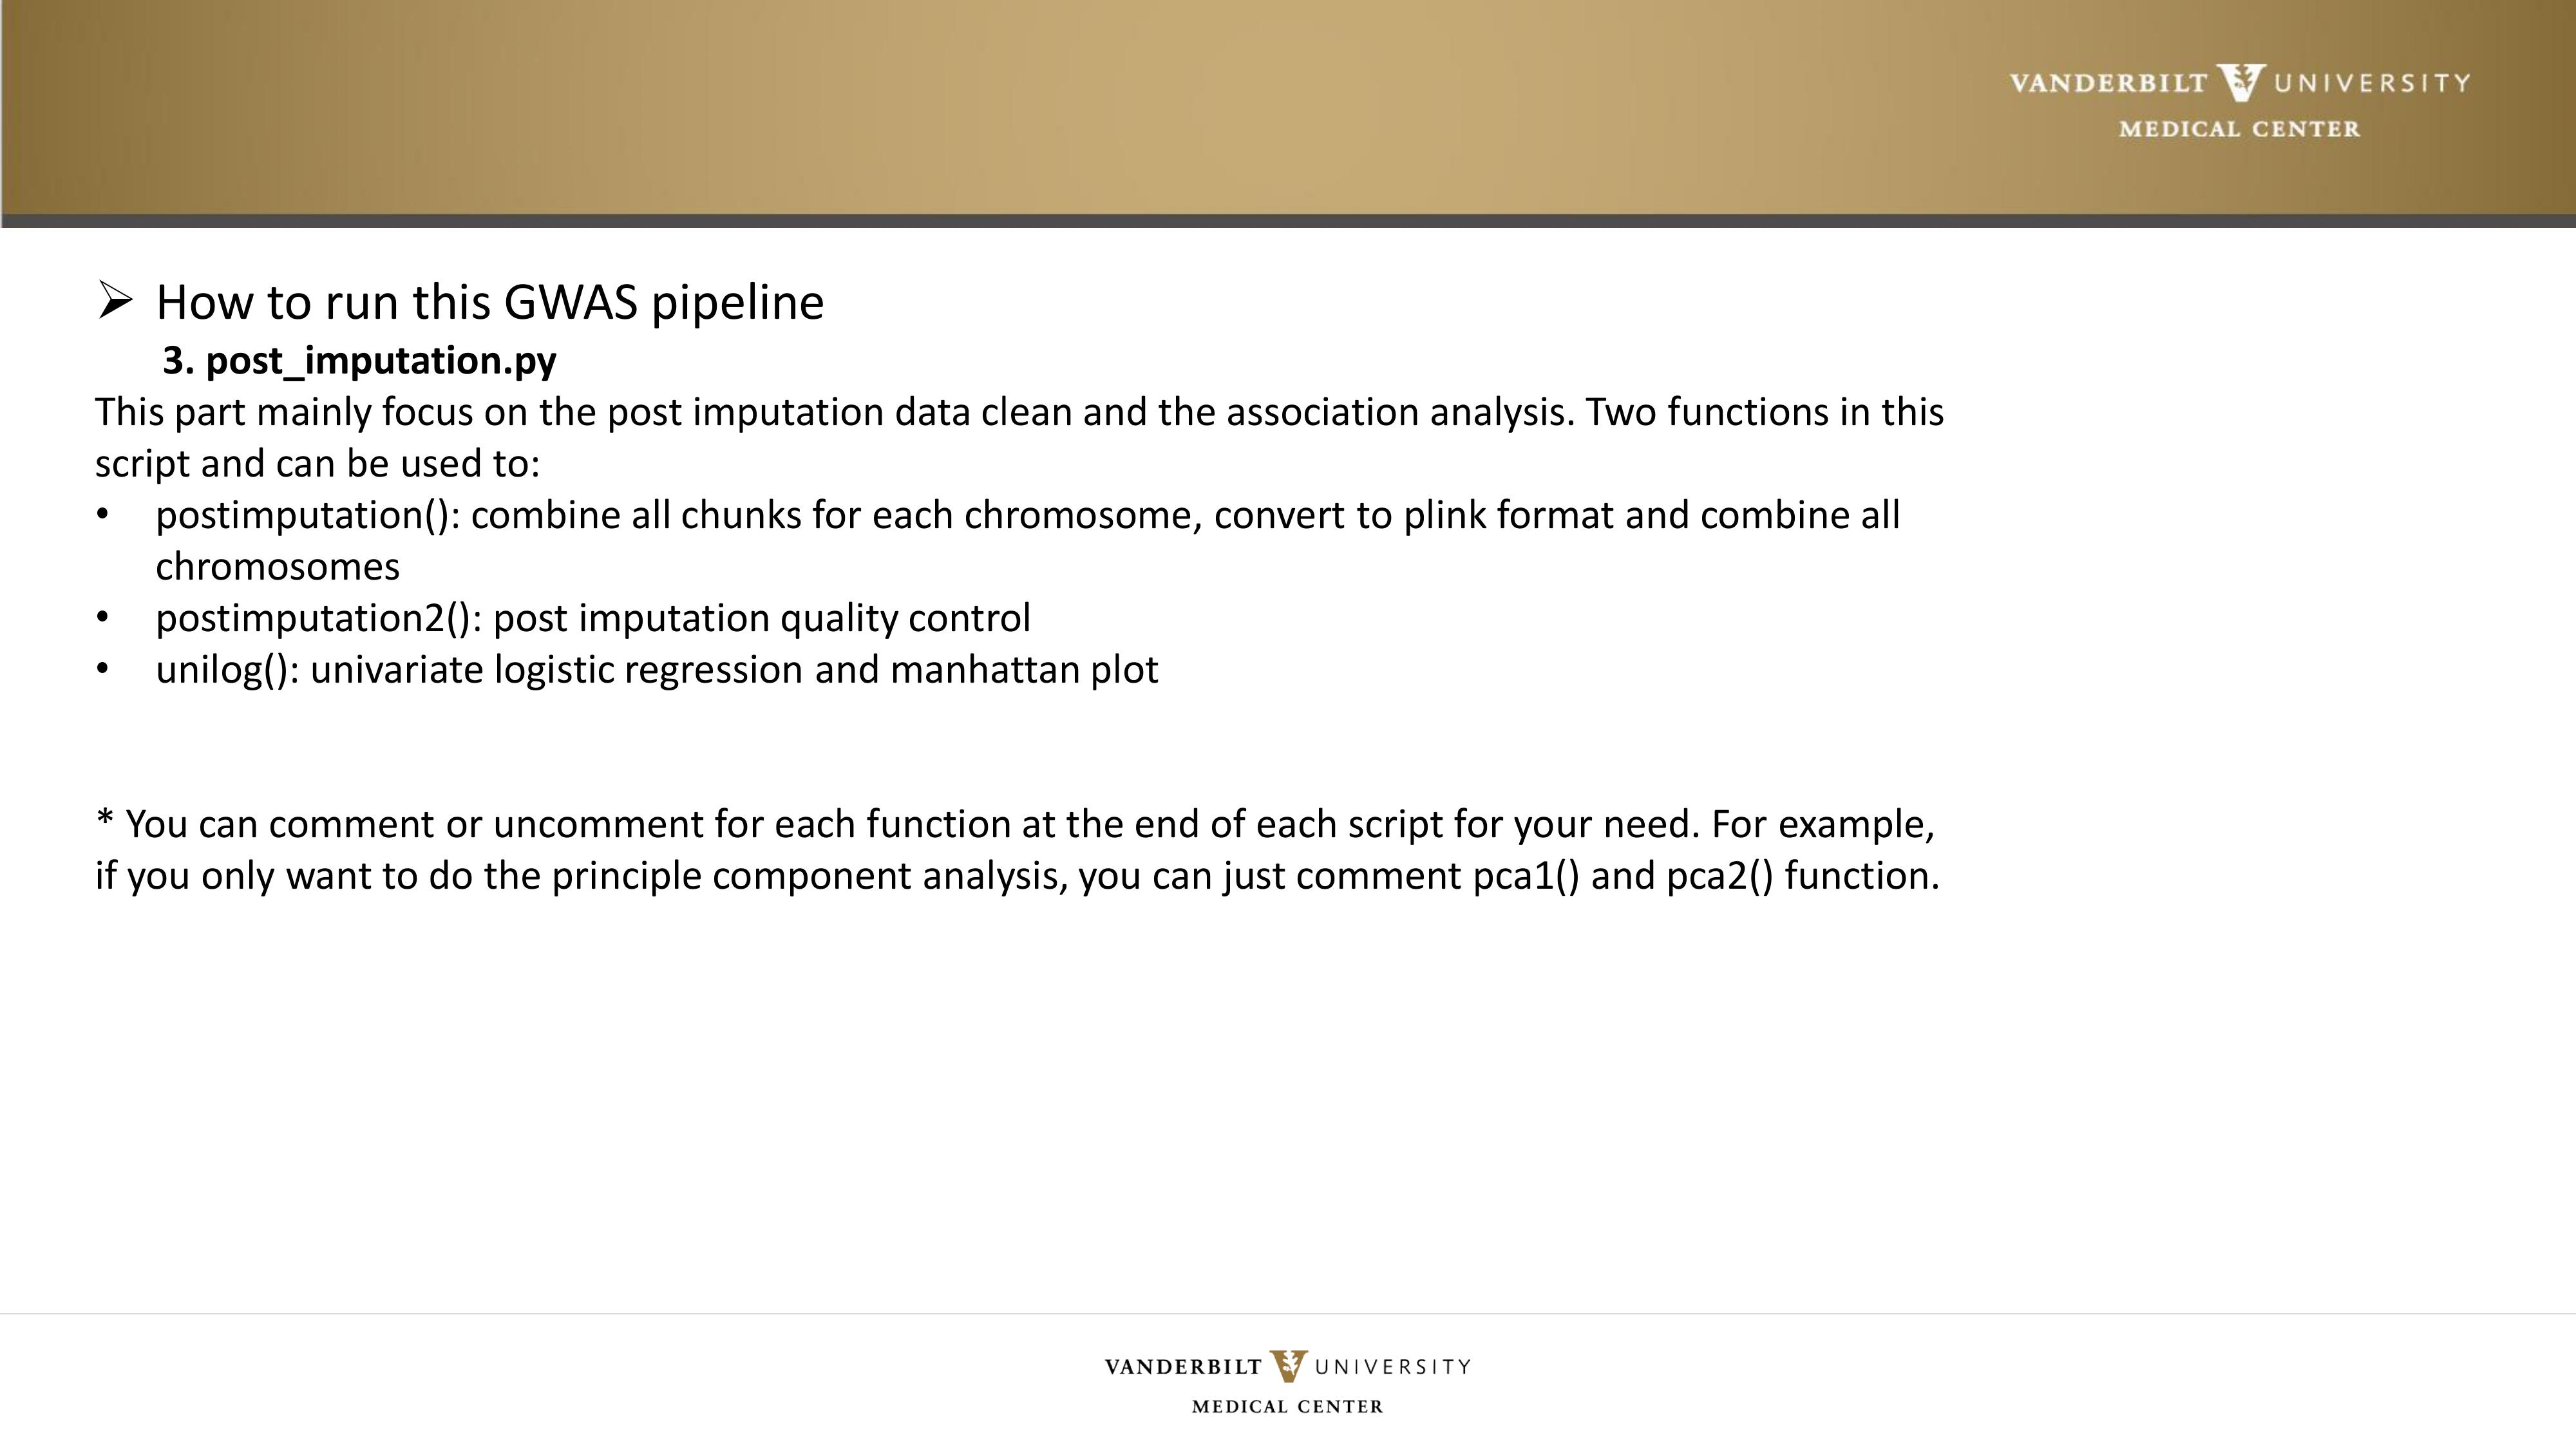 VANDERBILT UNIVERSITY
MEDICAL CENTER
➢ How to run this GWAS pipeline
3. post_imputation.py
This part mainly focus on the post imputation data clean and the association analysis. Two functions in this
script and can be used to:
• postimputation(): combine all chunks for each chromosome, convert to plink format and combine all
chromosomes
• postimputation2(): post imputation quality control
• unilog(): univariate logistic regression and manhattan plot
* You can comment or uncomment for each function at the end of each script for your need. For example,
if you only want to do the principle component analysis, you can just comment pca1() and pca2() function.
VANDERBILT UNIVERSITY
MEDICAL CENTER